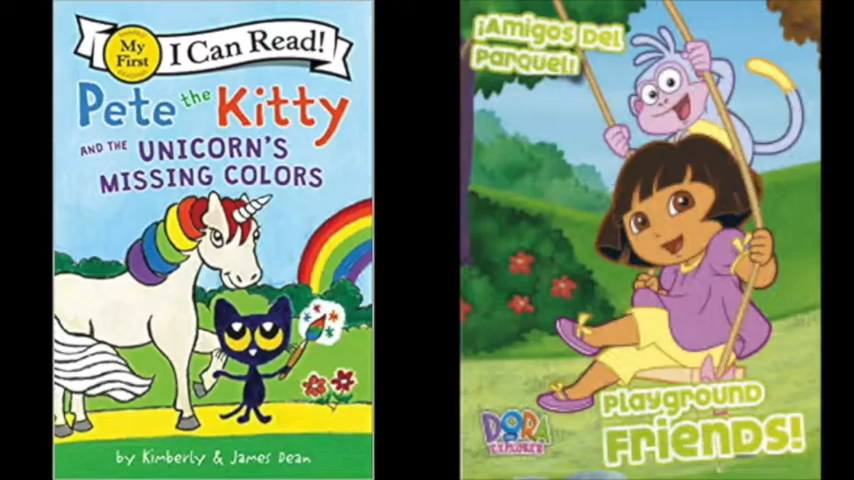 My
First
I Can Read!
Pete the Kitty
AND THE UNICORN'S
MISSING COLORS
by Kimberly & James Dean
¡Amigos Del
Parque!
DORA
Playground
FRiENDS!